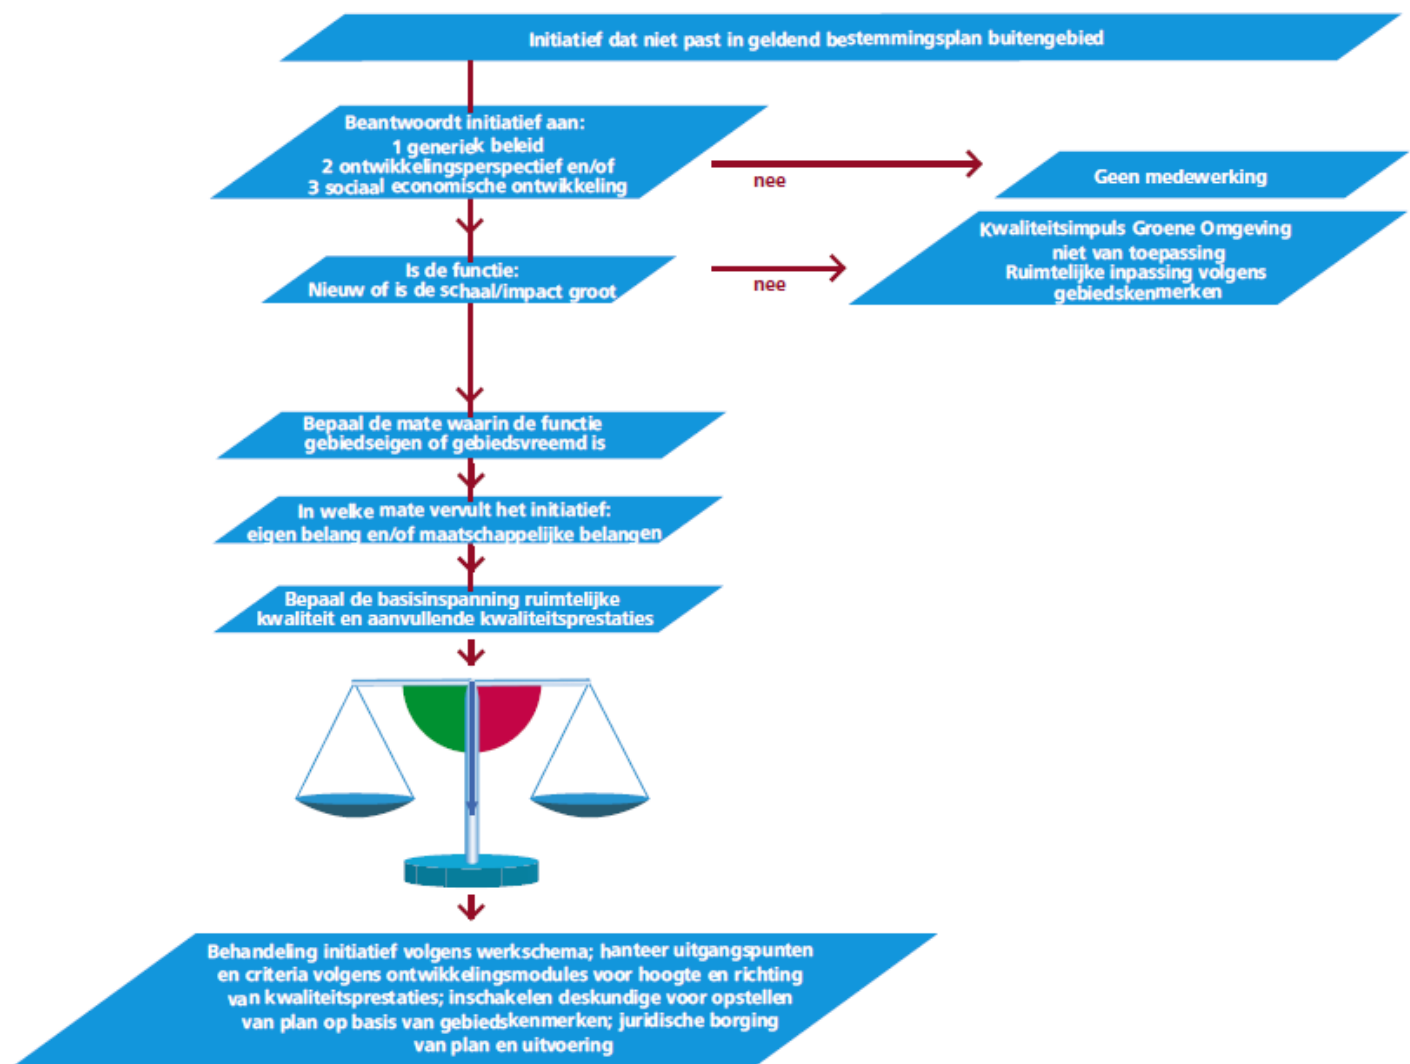 Initiatief dat niet past in geldend bestemmingsplan buitengebied
Beantwoordt initiatief aan:
1 generiek beleid
2 ontwikkelingsperspectief en/of
3 sociaal economische ontwikkeling
nee
Geen medewerking
Is de functie:
Nieuw of is de schaal/impact groot
nee
Kwaliteitsimpuls Groene Omgeving
niet van toepassing
Ruimtelijke inpassing volgens
gebiedskenmerken
Bepaal de mate waarin de functie
gebiedseigen of gebiedsvreemd is
In welke mate vervult het initiatief:
eigen belang en/of maatschappelijke belangen
Bepaal de basisinspanning ruimtelijke
kwaliteit en aanvullende kwaliteitsprestaties
Behandeling initiatief volgens werkschema; hanteer uitgangspunten
en criteria volgens ontwikkelingsmodules voor hoogte en richting
van kwaliteitsprestaties; inschakelen deskundige voor opstellen
van plan op basis van gebiedskenmerken; juridische borging
van plan en uitvoering